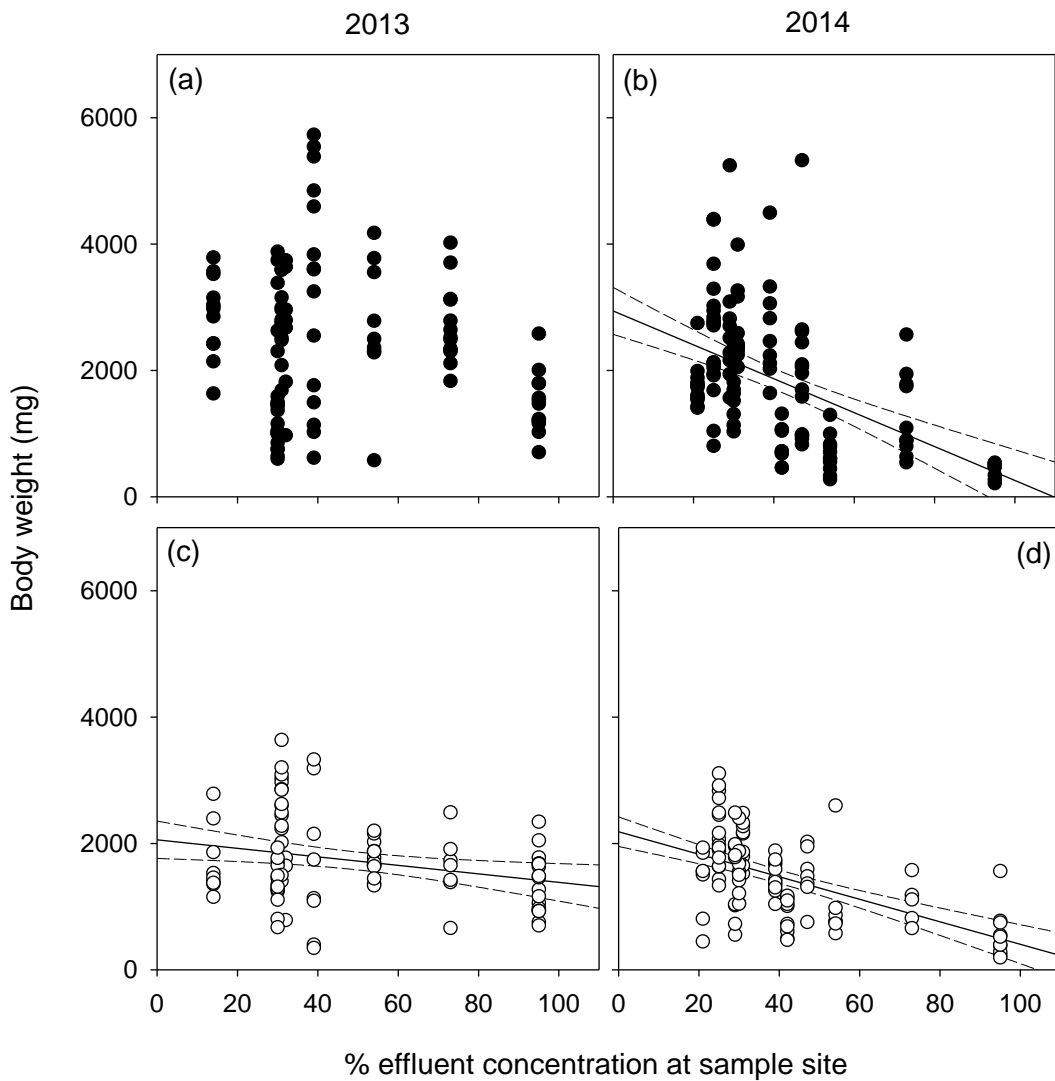 2013
2014
(a)
(b)
6000
4000
2000
0
(c)
(d)
6000
4000
2000
0
Body weight (mg)
0 20 40 60 80 100
0 20 40 60 80 100
% effluent concentration at sample site